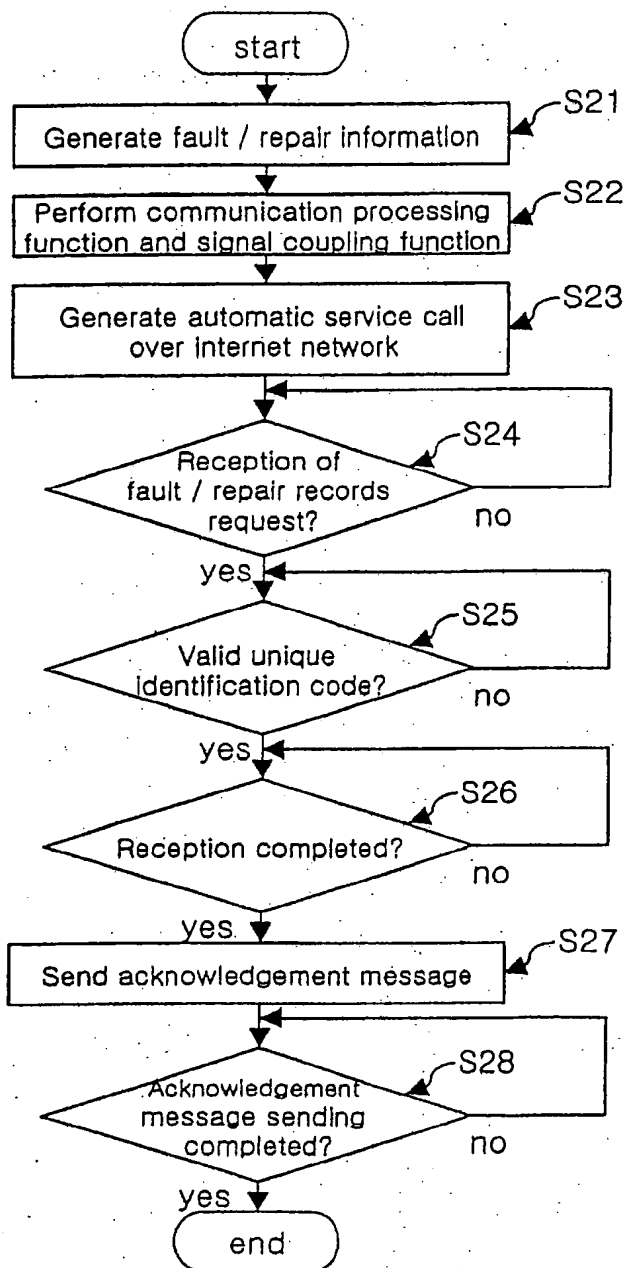 start
S21
Generate fault / repair information
S22
Perform communication processing
function and signal coupling function
S23
Generate automatic service call
over internet network
S24
Reception of
fault / repair records
request?
no
yes
S25
Valid unique
identification code?
no
yes
S26
Reception completed?
no
yes
S27
Send acknowledgement message
S28
Acknowledgement
message sending
completed?
no
yes
end